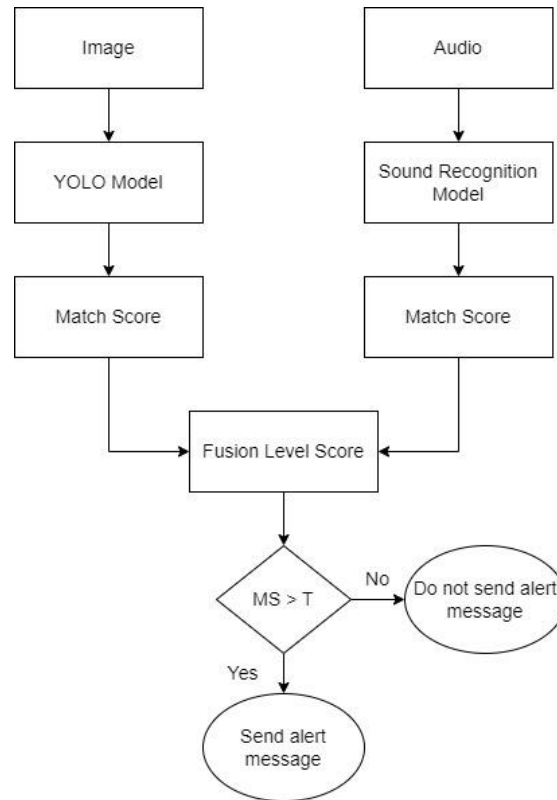 Image
Audio
YOLO Model
Sound Recognition
Model
Match Score
Match Score
Fusion Level Score
MS > T
No
Do not send alert
message
Yes
Send alert
message